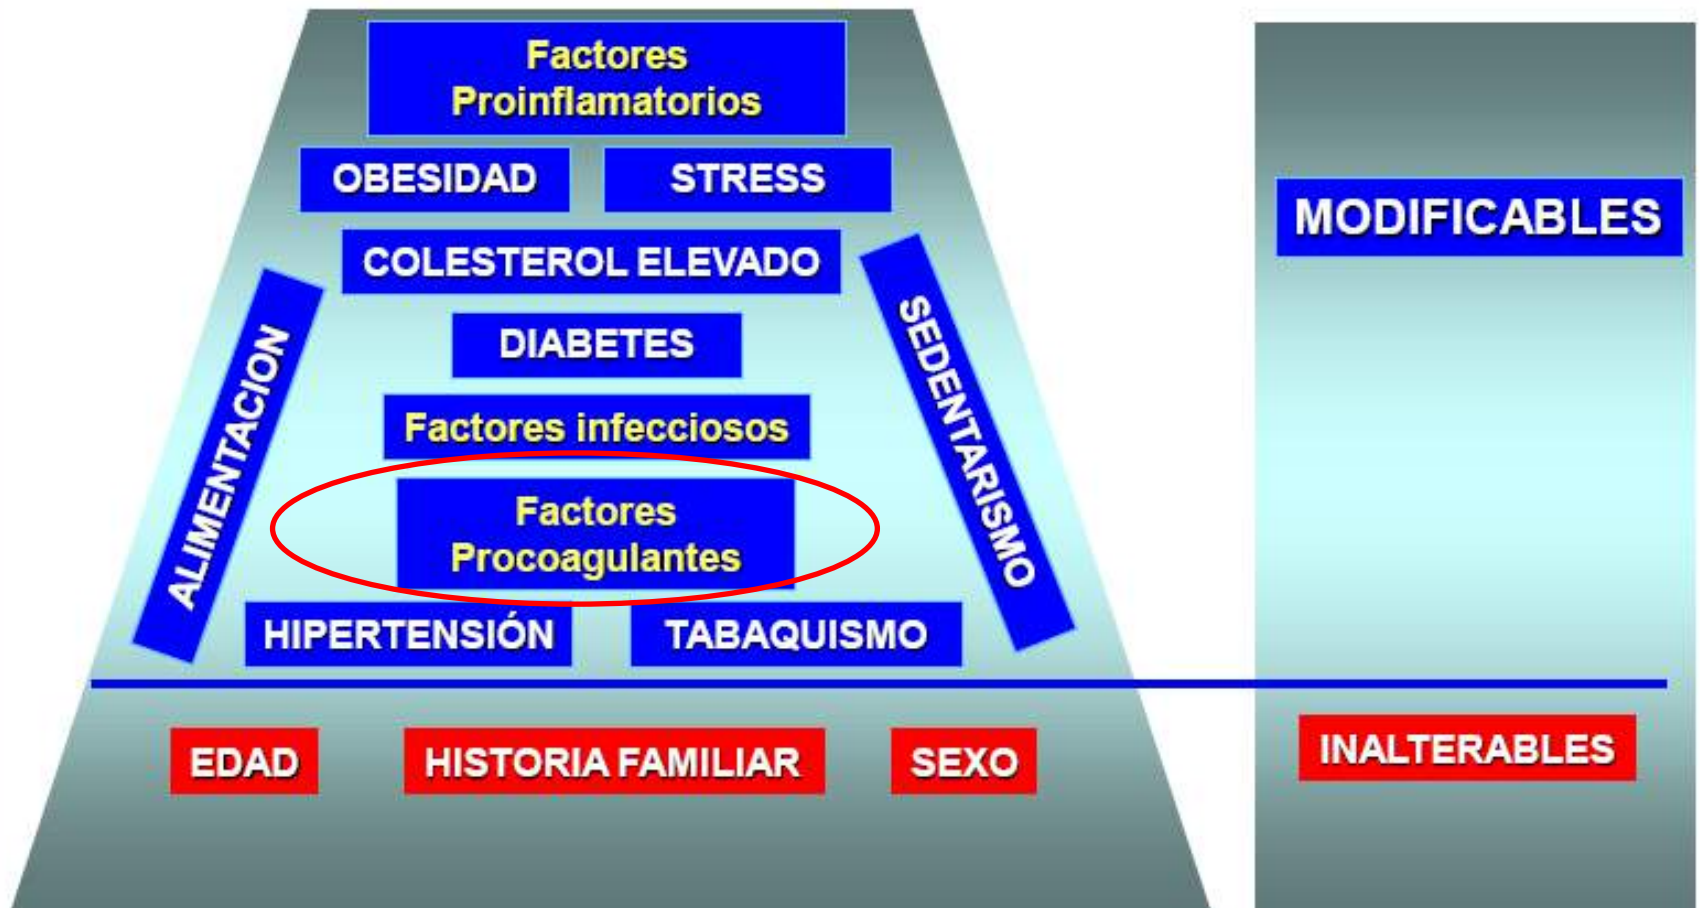 Factores
Proinflamatorios
OBESIDAD
STRESS
MODIFICABLES
COLESTEROL ELEVADO
ALIMENTACION
SEDENTARISMO
DIABETES
Factores infecciosos
Factores
Procoagulantes
HIPERTENSIÓN
TABAQUISMO
EDAD
HISTORIA FAMILIAR
SEXO
INALTERABLES